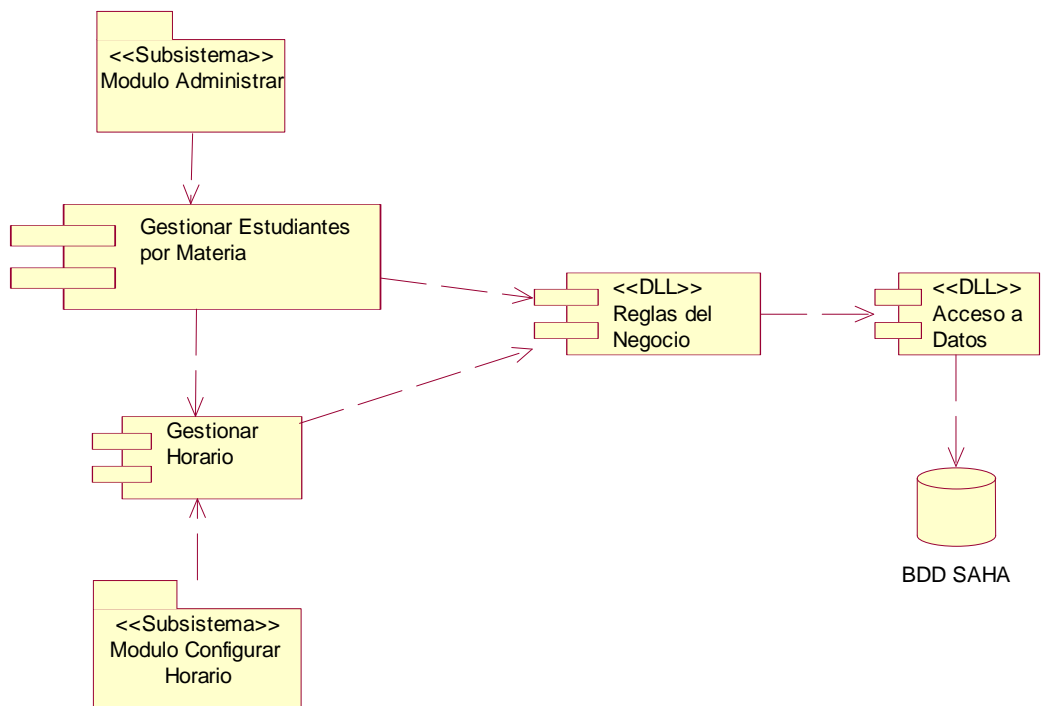 <<Subsistema>>
Modulo Administrar
Gestionar Estudiantes
por Materia
<<DLL>>
Reglas del
Negocio
<<DLL>>
Acceso a
Datos
Gestionar
Horario
BDD SAHA
<<Subsistema>>
Modulo Configurar
Horario